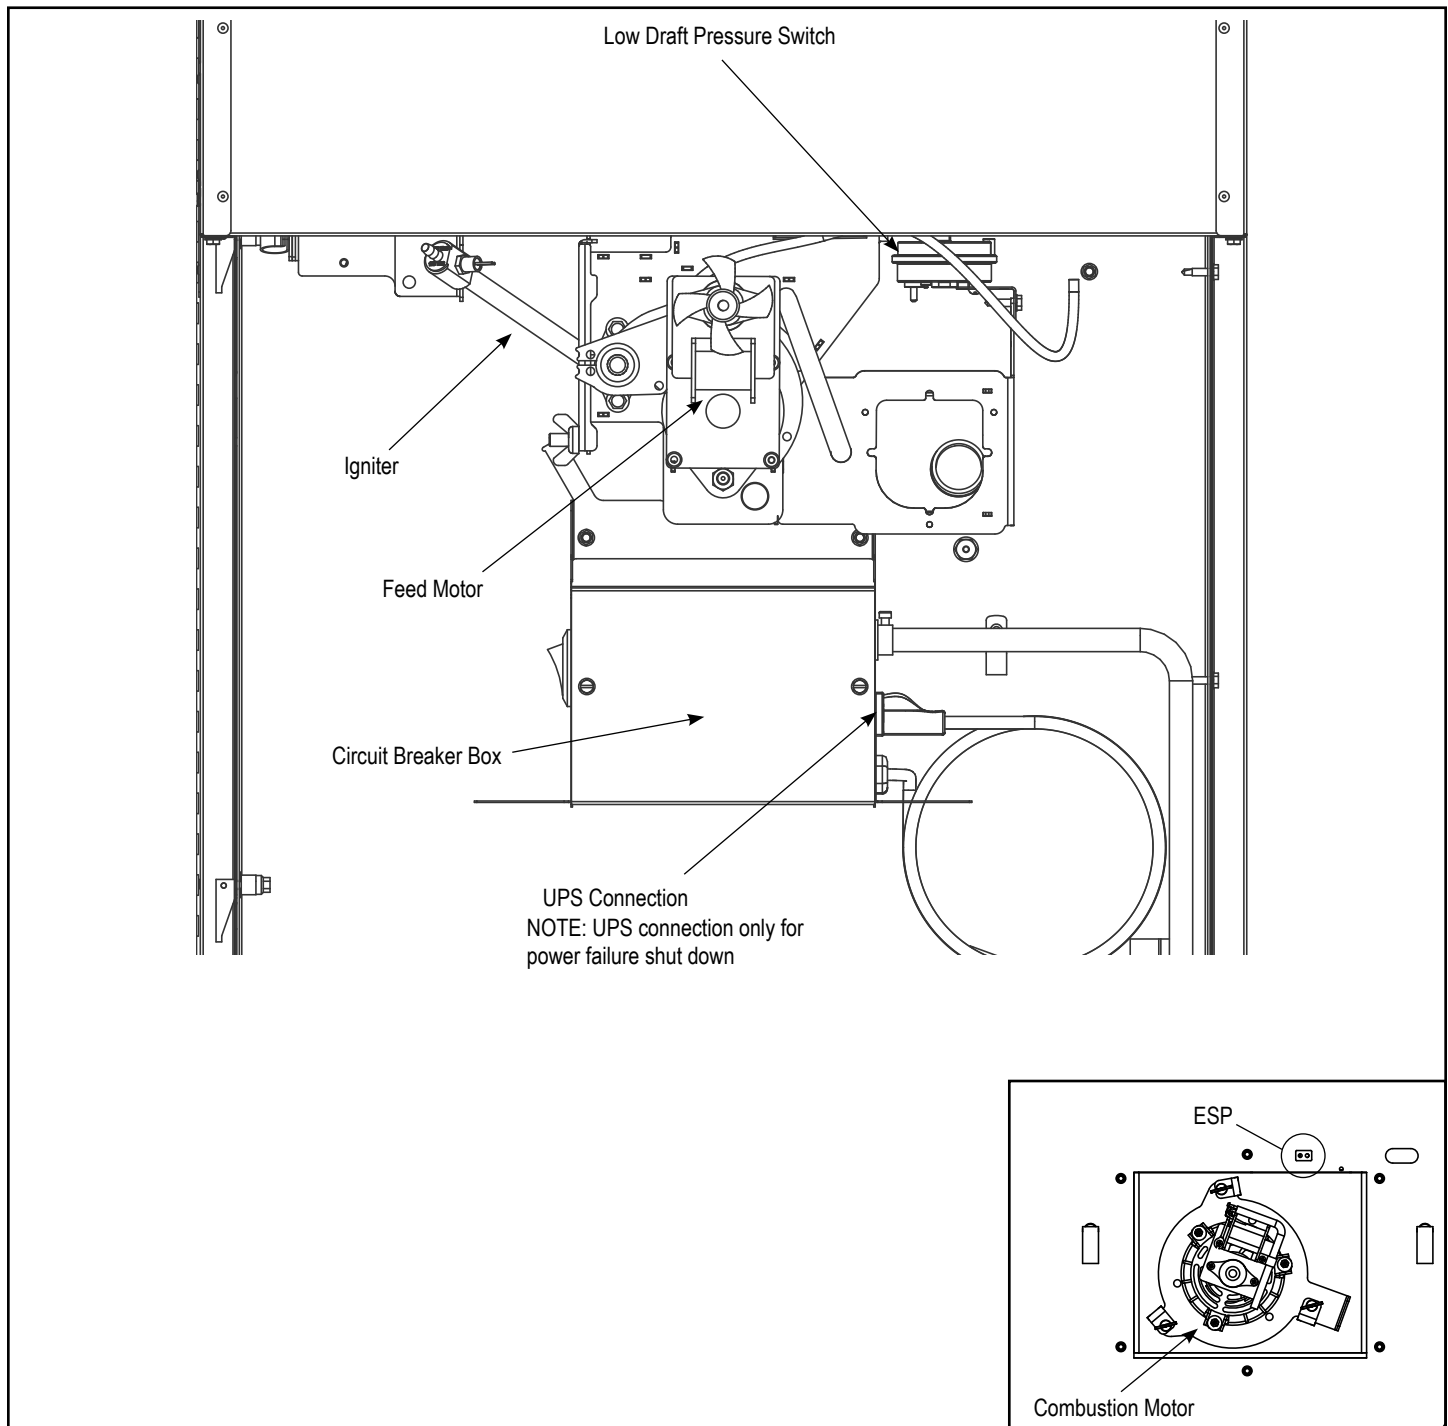 Low Draft Pressure Switch
Igniter
Feed Motor
Circuit Breaker Box
UPS Connection
NOTE: UPS connection only for
power failure shut down
ESP
Combustion Motor